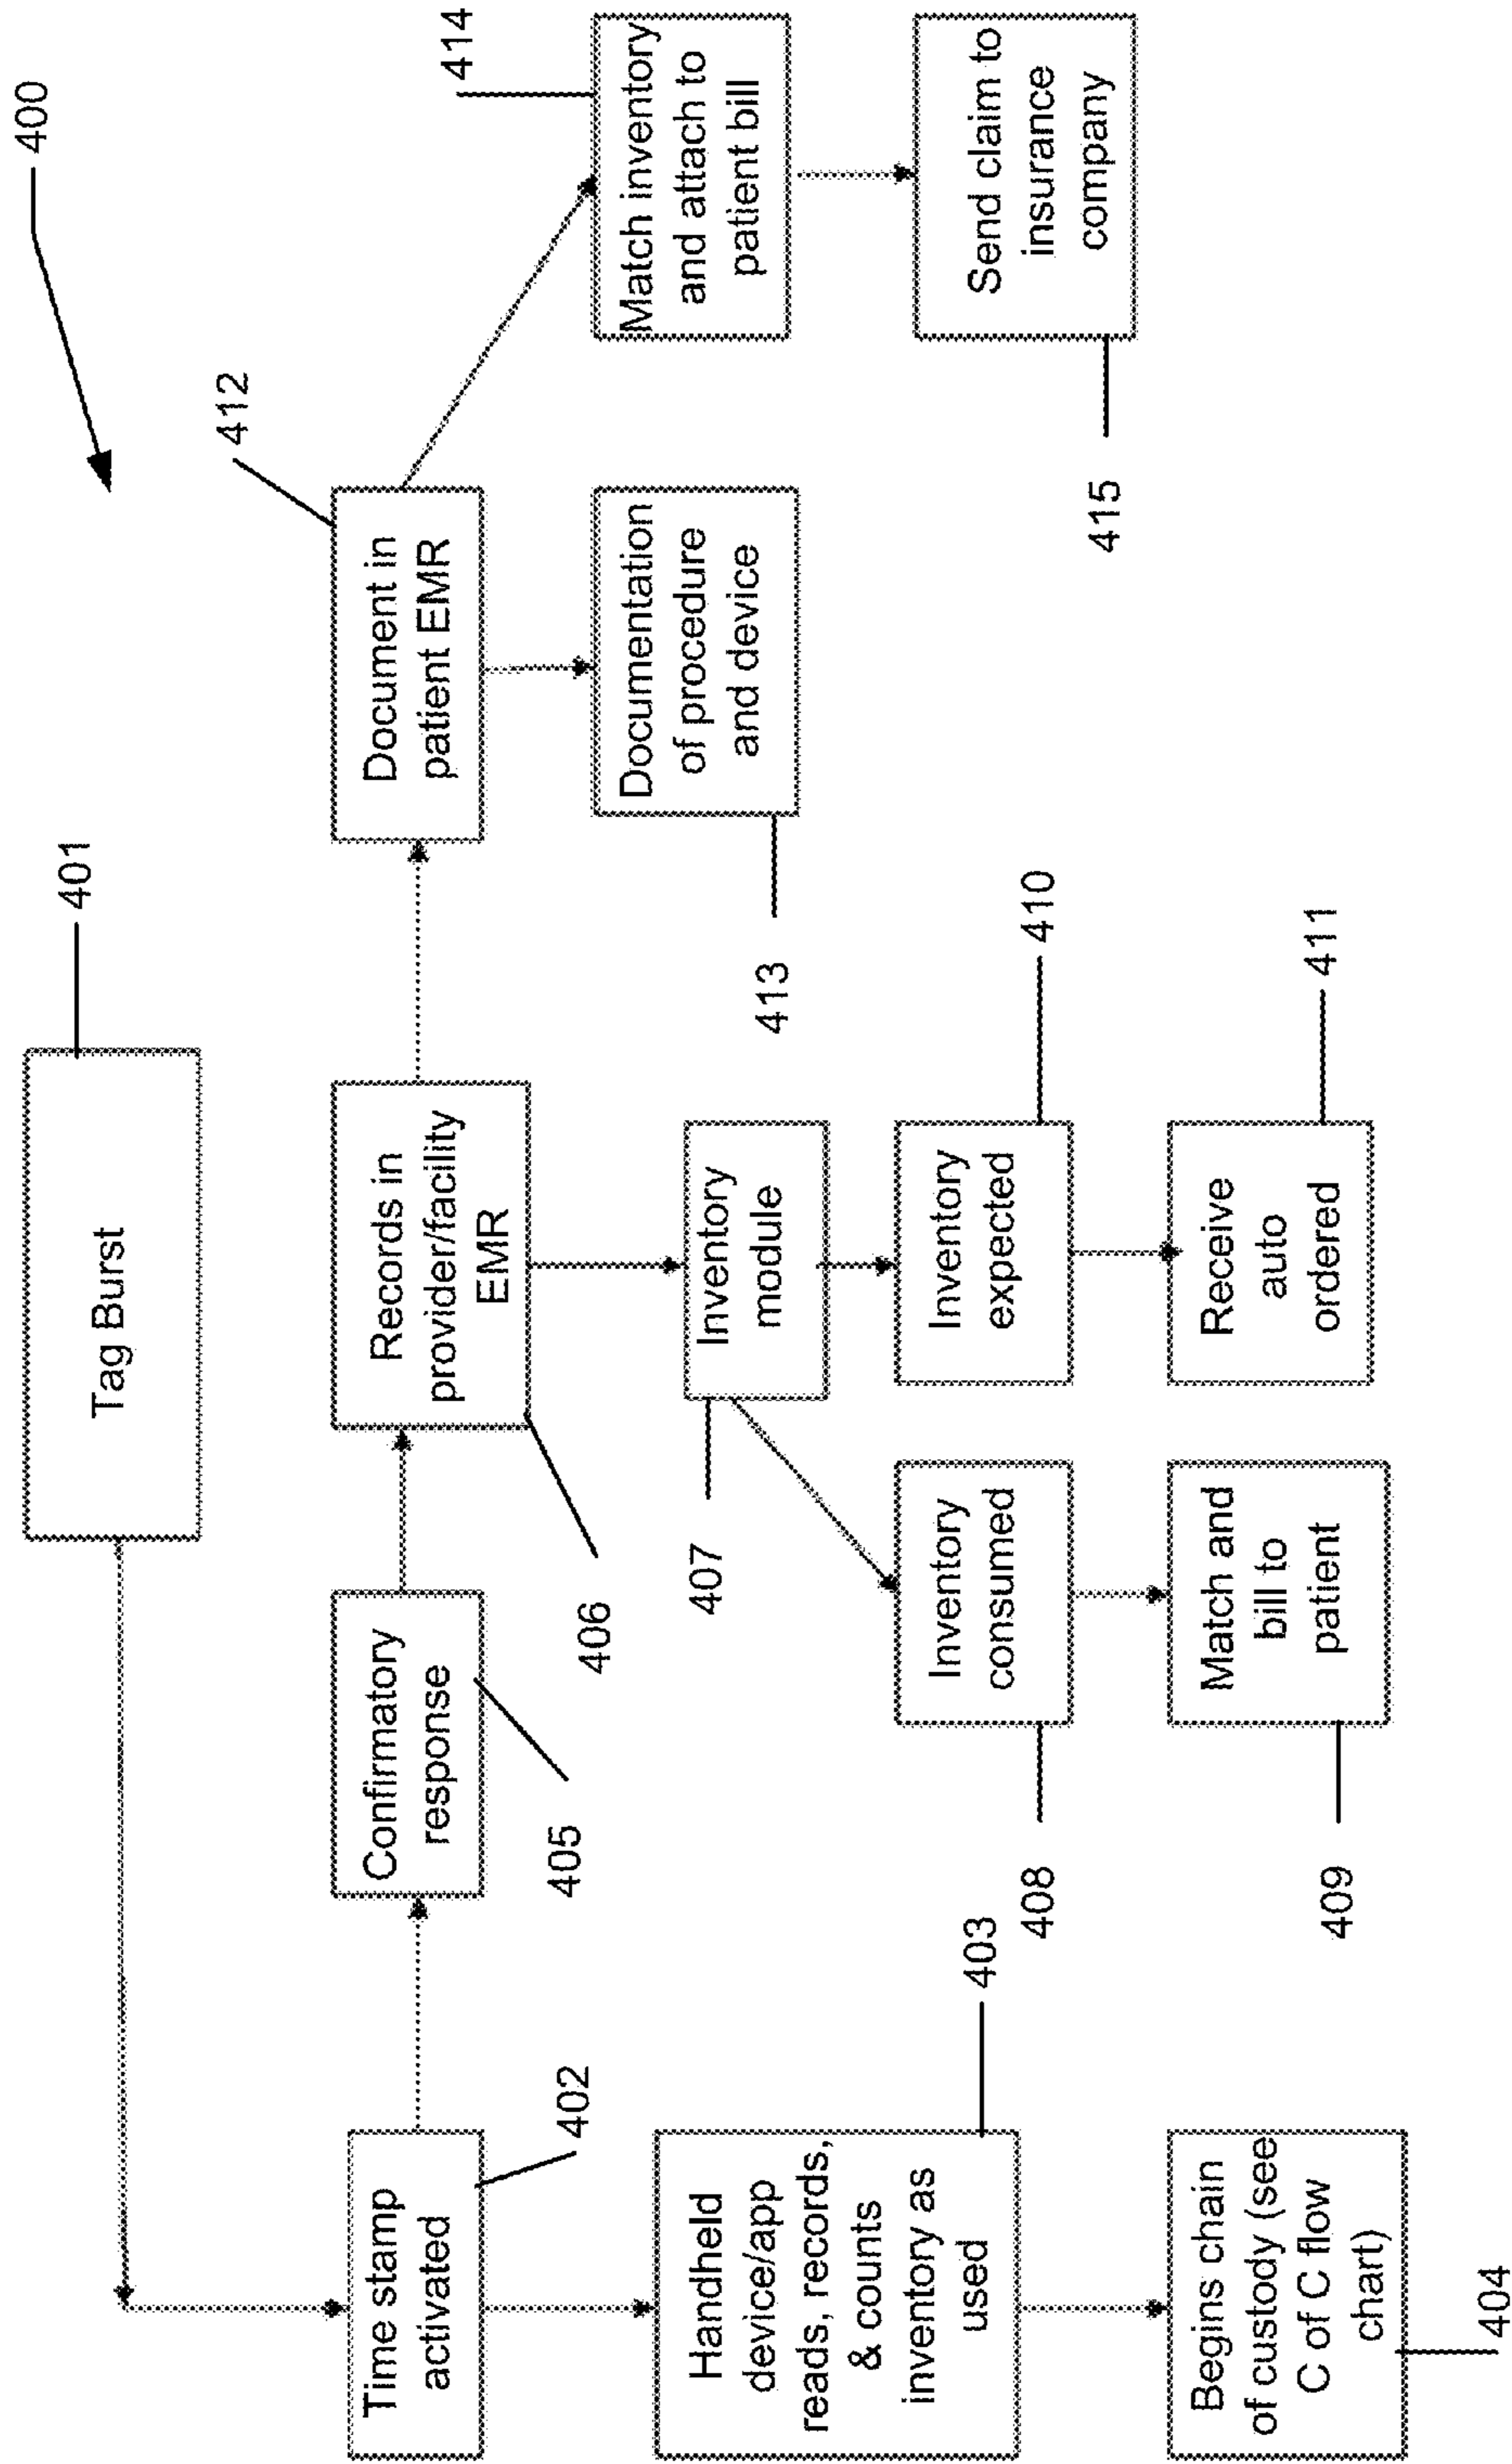 400
Tag Burst
401
Time stamp
activated
402
Confirmatory
response
405
Records in
provider/facility
EMR
406
Document in
patient EMR
412
Handheld
device/app
reads, records,
& counts
inventory as
used
403
Inventory
module
407
Documentation
of procedure
and device
413
Match inventory
and attach to
patient bill
414
Inventory
consumed
408
Inventory
expected
410
Send claim to
insurance
company
415
Begins chain
of custody (see
C of C flow
chart)
404
Match and
bill to
patient
409
Receive
auto
ordered
411